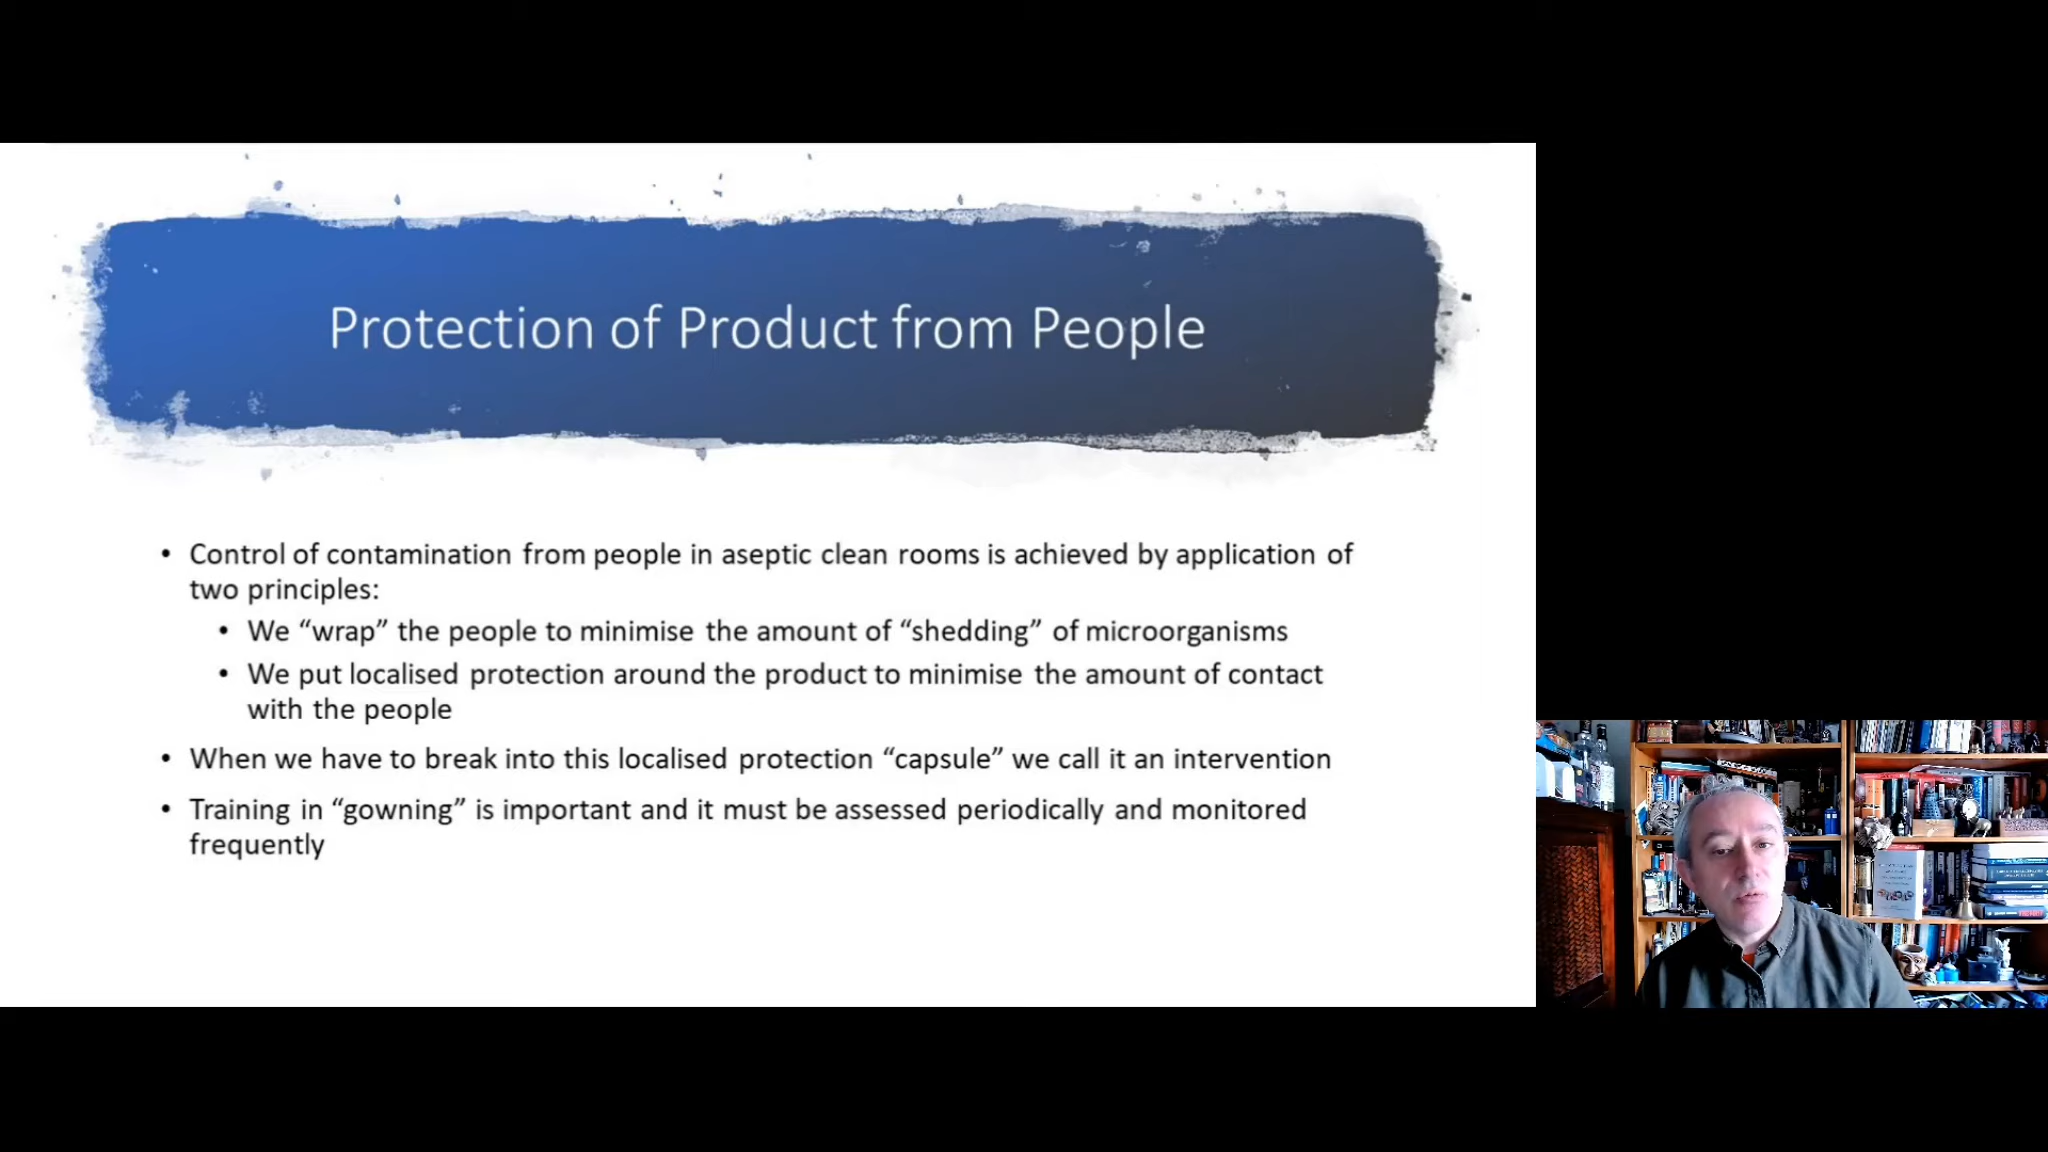 Protection of Product from People
• Control of contamination from people in aseptic clean rooms is achieved by application of
two principles:
• We “wrap” the people to minimise the amount of “shedding” of microorganisms
• We put localised protection around the product to minimise the amount of contact
with the people
• When we have to break into this localised protection “capsule” we call it an intervention
• Training in “gowning” is important and it must be assessed periodically and monitored
frequently